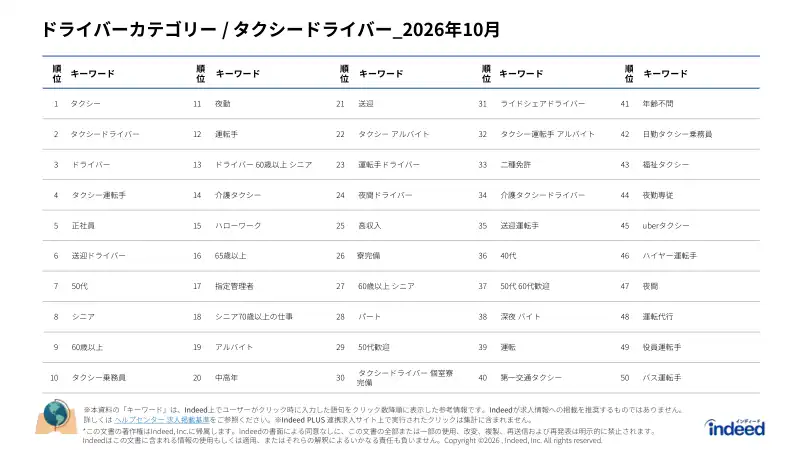 ドライバーカテゴリー / タクシードライバー_2026年10月
順位 キーワード 順位 キーワード 順位 キーワード 順位 キーワード 順位 キーワード
1 タクシー 11 夜勤 21 送迎 31 ライドシェアドライバー 41 年齢不問
2 タクシードライバー 12 運転手 22 タクシー アルバイト 32 タクシー運転手 アルバイト 42 日勤タクシー乗務員
3 ドライバー 13 ドライバー 60歳以上 シニア 23 運転手ドライバー 33 二種免許 43 福祉タクシー
4 タクシー運転手 14 介護タクシー 24 夜間ドライバー 34 介護タクシードライバー 44 夜勤専従
5 正社員 15 ハローワーク 25 高収入 35 送迎運転手 45 uberタクシー
6 送迎ドライバー 16 65歳以上 26 寮完備 36 40代 46 ハイヤー運転手
7 50代 17 指定管理者 27 60歳以上 シニア 37 50代 60代歓迎 47 夜間
8 シニア 18 シニア70歳以上の仕事 28 パート 38 深夜 バイト 48 運転代行
9 60歳以上 19 アルバイト 29 50代歓迎 39 運転 49 役員運転手
10 タクシー乗務員 20 中高年 30 タクシードライバー 個室寮完備 40 第一交通タクシー 50 バス運転手
※本資料の「キーワード」は、Indeed上でユーザーがクリック時に入力した語句をクリック数降順に表示した参考情報です。Indeedが求人情報への掲載を推奨するものではありません。
詳しくは ヘルプセンター 求人掲載基準をご参照ください。※Indeed PLUS 連携求人サイト上で実行されたクリックは集計に含まれません。
*この文書の著作権はIndeed, Inc.に帰属します。Indeedの書面による同意なしに、この文書の全部または一部の使用、改変、複製、再送信および再発表は明示的に禁止されます。
Indeedはこの文書に含まれる情報の使用もしくは適用、またはそれらの解釈によるいかなる責任も負いません。Copyright ©2026 , Indeed, Inc. All rights reserved.
インディード
indeed